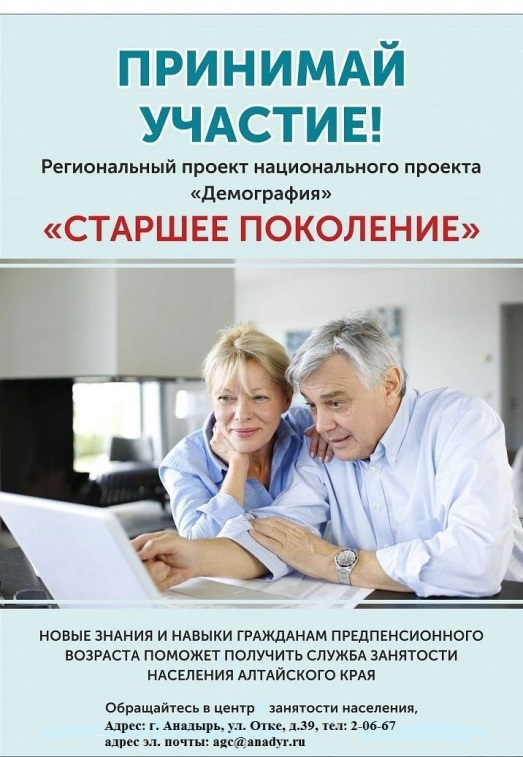 ПРИНИМАЙ
УЧАСТИЕ!
Региональный проект национального проекта
«Демография»
«СТАРШЕЕ ПОКОЛЕНИЕ»
НОВЫЕ ЗНАНИЯ И НАВЫКИ ГРАЖДАНАМ ПРЕДПЕНСИОННОГО
ВОЗРАСТА ПОМОЖЕТ ПОЛУЧИТЬ СЛУЖБА ЗАНЯТОСТИ
НАСЕЛЕНИЯ АЛТАЙСКОГО КРАЯ
Обращайтесь в центр занятости населения,
Адрес: г. Анадырь, ул. Отке, д.39, тел: 2-06-67
адрес эл. почты: agc@anadyr.ru